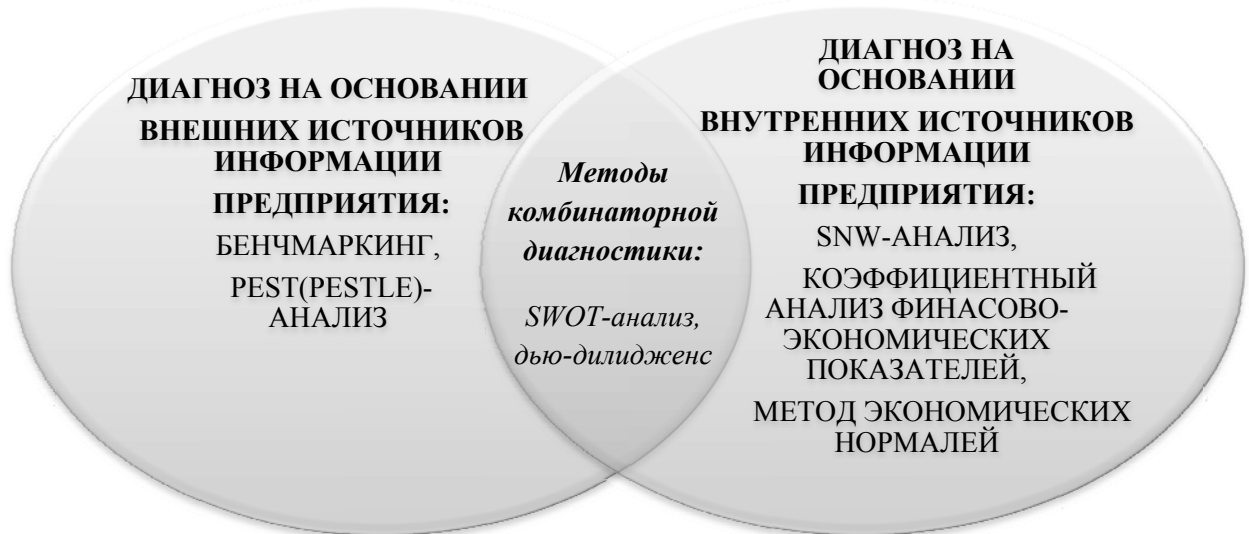 ДИАГНОЗ НА ОСНОВАНИИ
ВНЕШНИХ ИСТОЧНИКОВ
ИНФОРМАЦИИ
ПРЕДПРИЯТИЯ:
БЕНЧМАРКИНГ,
PEST(PESTLE)-
АНАЛИЗ
Методы
комбинаторной
диагностики:
SWOT-анализ,
дью-дилидженс
ДИАГНОЗ НА
ОСНОВАНИИ
ВНУТРЕННИХ ИСТОЧНИКОВ
ИНФОРМАЦИИ
ПРЕДПРИЯТИЯ:
SNW-АНАЛИЗ,
КОЭФФИЦИЕНТНЫЙ
АНАЛИЗ ФИНАСОВО-
ЭКОНОМИЧЕСКИХ
ПОКАЗАТЕЛЕЙ,
МЕТОД ЭКОНОМИЧЕСКИХ
НОРМАЛЕЙ